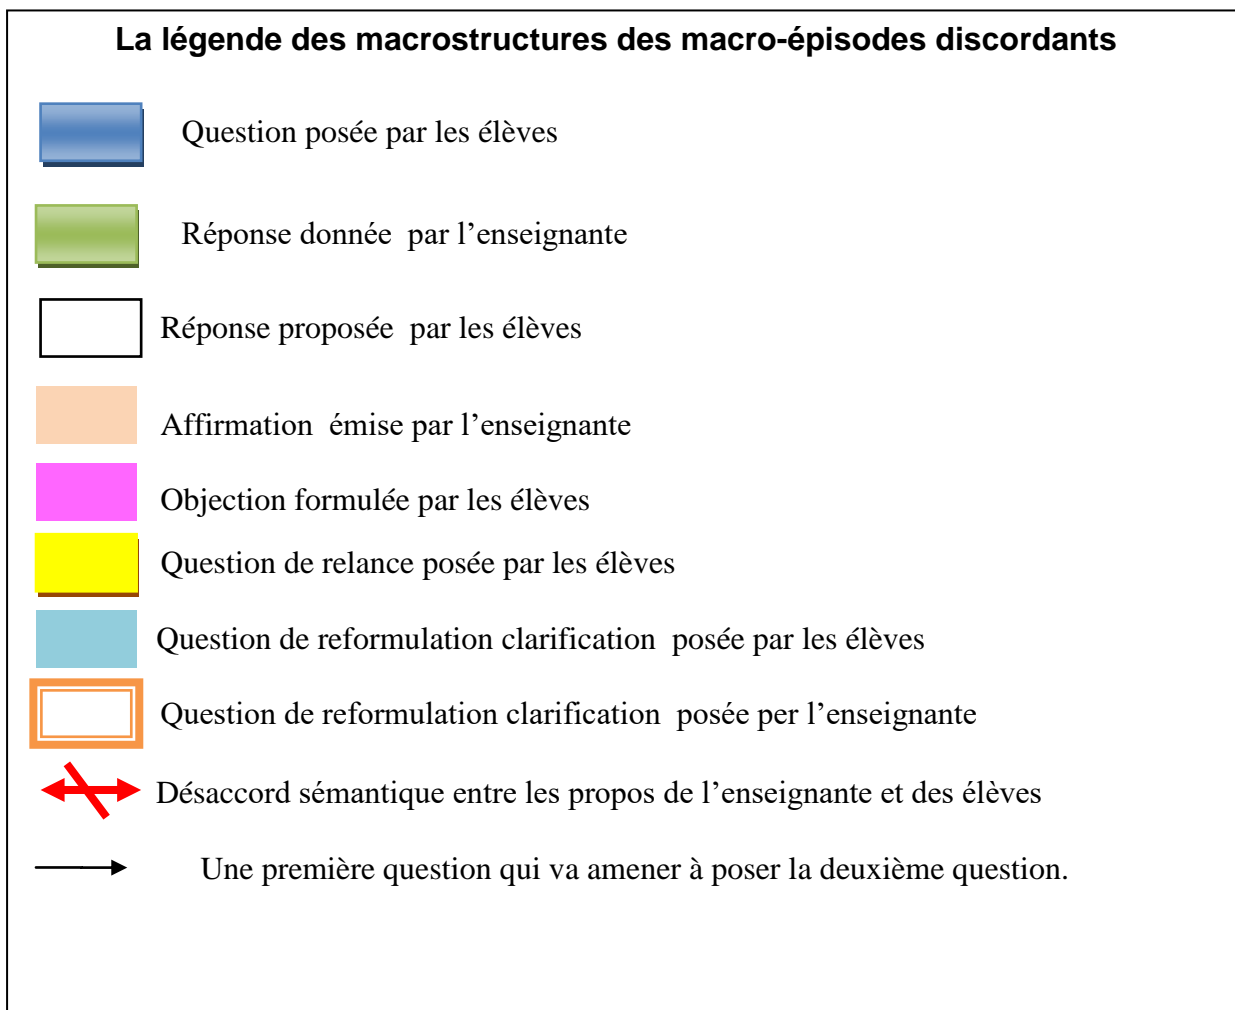 La légende des macrostructures des macro-épisodes discordants
Question posée par les élèves
Réponse donnée par l’enseignante
Réponse proposée par les élèves
Affirmation émise par l’enseignante
Objection formulée par les élèves
Question de relance posée par les élèves
Question de reformulation clarification posée par les élèves
Question de reformulation clarification posée per l’enseignante
Désaccord sémantique entre les propos de l’enseignante et des élèves
Une première question qui va amener à poser la deuxième question.